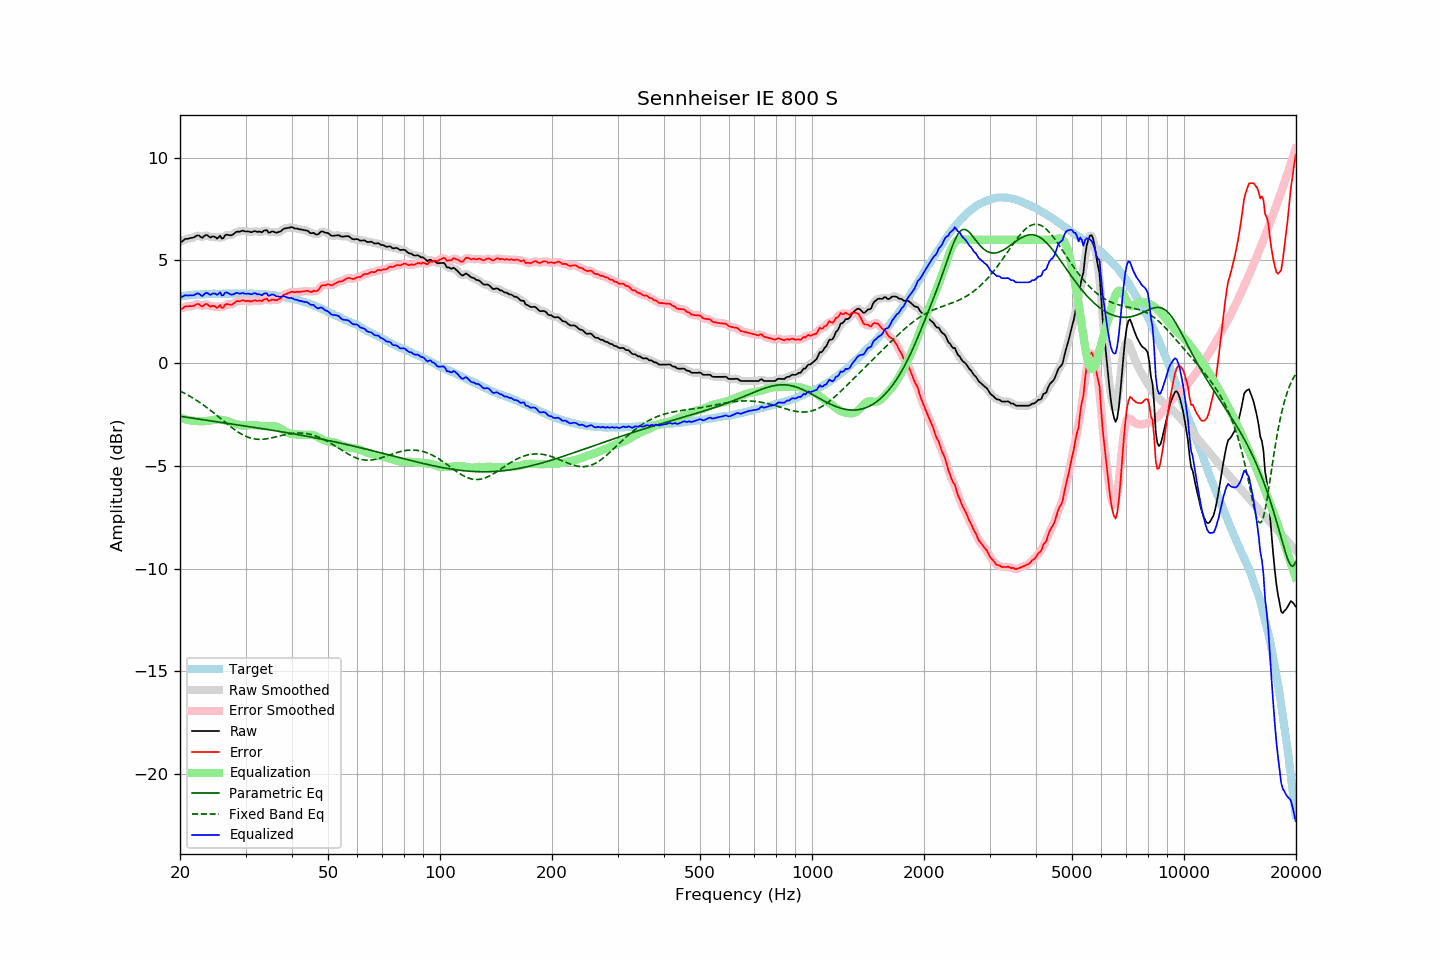 Sennheiser IE 800 S
Amplitude (dBr)
10
5
0
−5
−10
−15
−20
Target
Raw Smoothed
Error Smoothed
Raw
Error
Equalization
Parametric Eq
Fixed Band Eq
Equalized
20 50 100 200 500 1000 2000 5000 10000 20000
Frequency (Hz)